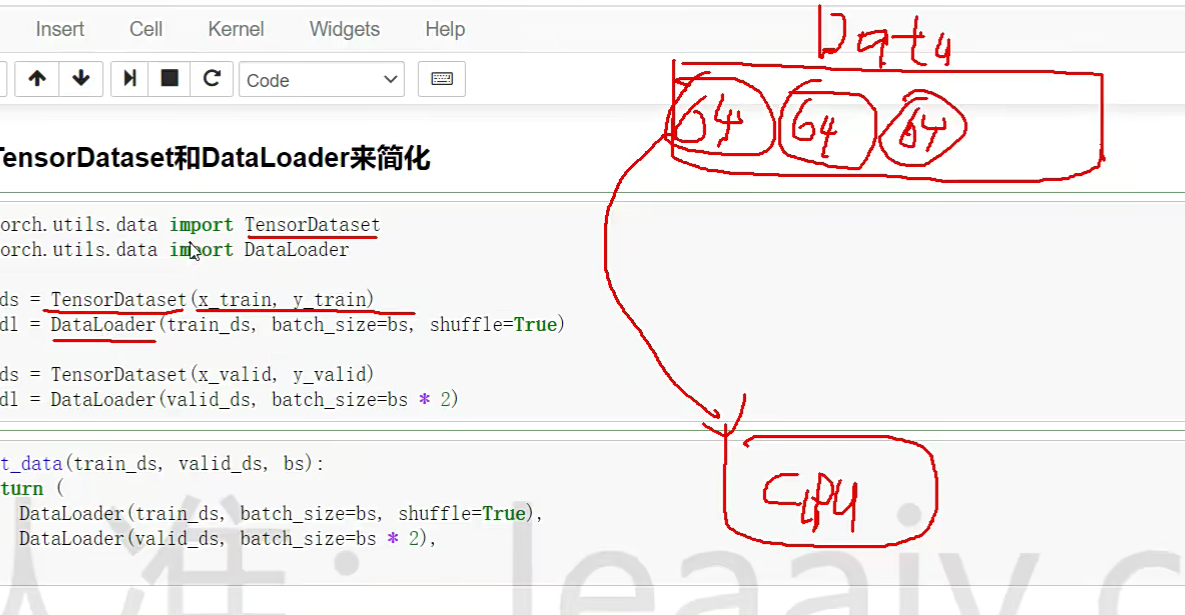 Insert Cell Kernel Widgets Help
Data
Code
64 64 64
TensorDataset和DataLoader来简化
orch.utils.data import TensorDataset
orch.utils.data import DataLoader
ds = TensorDataset(x_train, y_train)
dl = DataLoader(train_ds, batch_size=bs, shuffle=True)
ds = TensorDataset(x_valid, y_valid)
dl = DataLoader(valid_ds, batch_size=bs * 2)
t_data(train_ds, valid_ds, bs):
turn (
DataLoader(train_ds, batch_size=bs, shuffle=True),
DataLoader(valid_ds, batch_size=bs * 2),